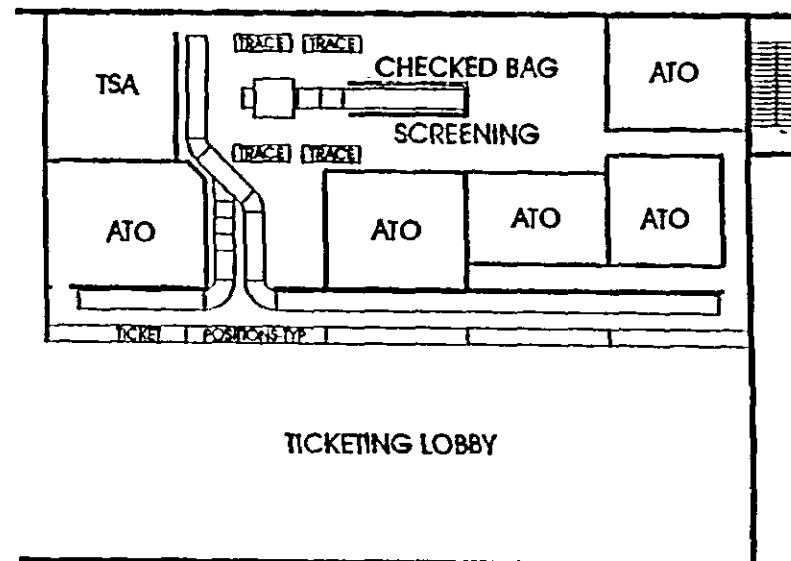 TRACE TRACE
TSA
CHECKED BAG
ATO
SCREENING
TRACE TRACE
ATO
ATO
ATO
ATO
TICKET POSITIONS-TYP
TICKETING LOBBY